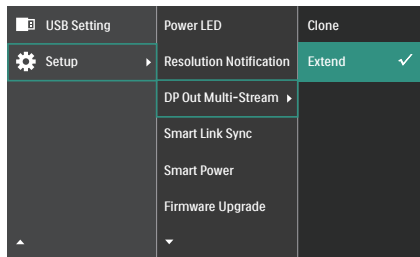 USB Setting
Setup
Power LED
Resolution Notification
DP Out Multi-Stream
Smart Link Sync
Smart Power
Firmware Upgrade
Clone
Extend